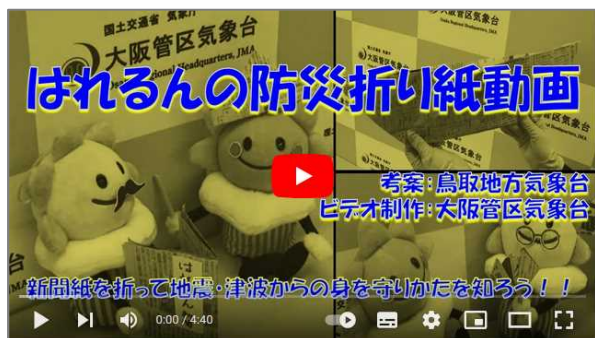 国土交通省 気象庁
大阪管区気象台
Osaka Regional Headquarters, JMA
はれるんの防災折り紙動画
考案：鳥取地方気象台
ビデオ制作：大阪管区気象台
新聞紙を折って地震・津波からの身を守りかたを知ろう！！
0:00 / 4:40